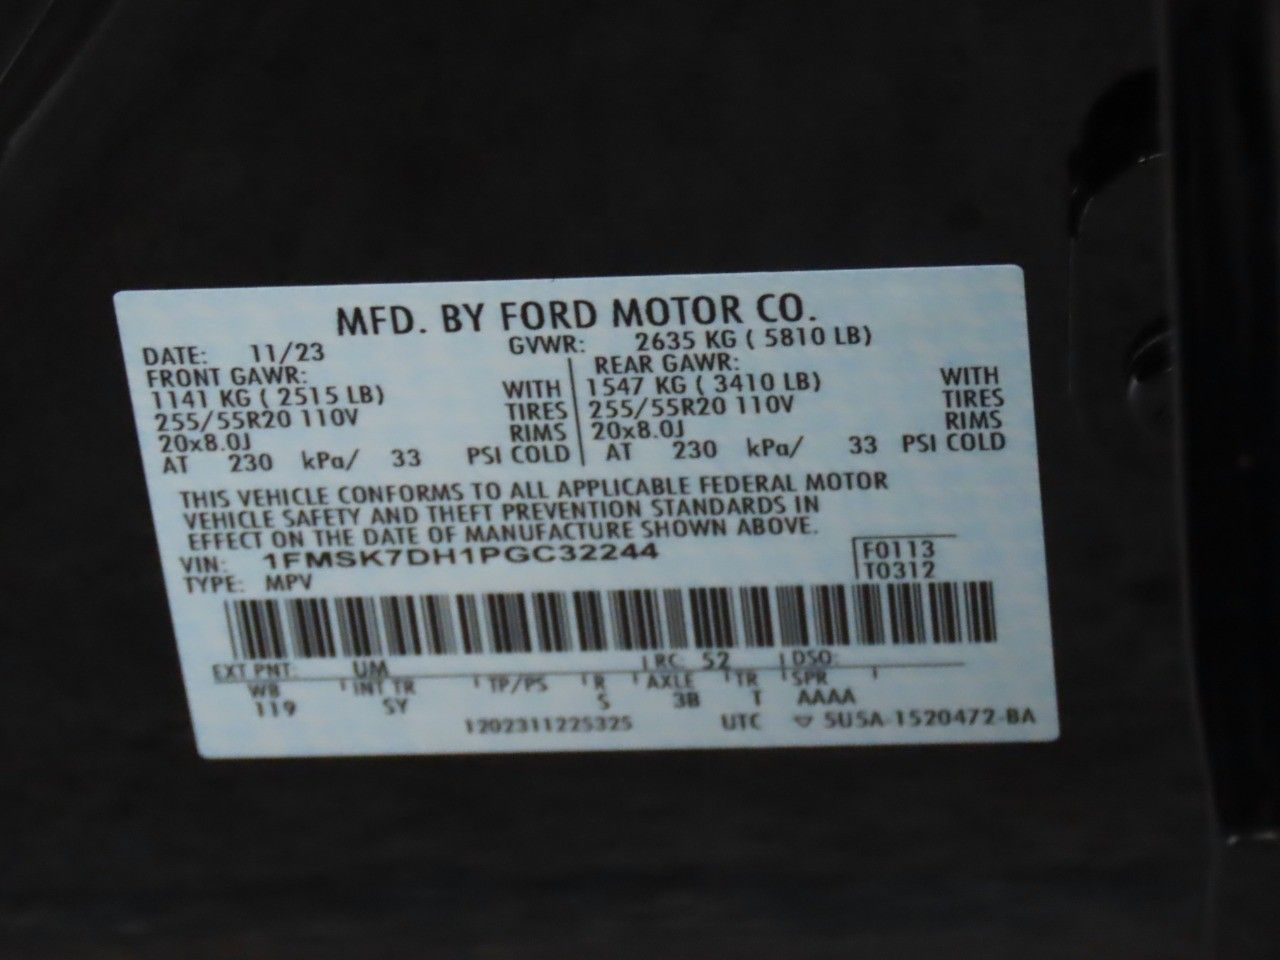 MFD. BY FORD MOTOR CO.
DATE: 11/23 GVWR: 2635 KG ( 5810 LB)
FRONT GAWR: REAR GAWR:
1141 KG ( 2515 LB) WITH 1547 KG ( 3410 LB) WITH
255/55R20 110V TIRES 255/55R20 110V TIRES
20x8.0J RIMS 20x8.0J RIMS
AT 230 kPa/ 33 PSI COLD AT 230 kPa/ 33 PSI COLD
THIS VEHICLE CONFORMS TO ALL APPLICABLE FEDERAL MOTOR
VEHICLE SAFETY AND THEFT PREVENTION STANDARDS IN
EFFECT ON THE DATE OF MANUFACTURE SHOWN ABOVE.
VIN: 1FMSK7DH1PGC32244 F0113
TYPE: MPV T0312
EXT PNT: UM RC: 52 DSO:
WB INT TR TP/PS R AXLE TR SPR
119 SY S 3B T AAAA
1202311225325 UTC 5U5A-1520472-BA